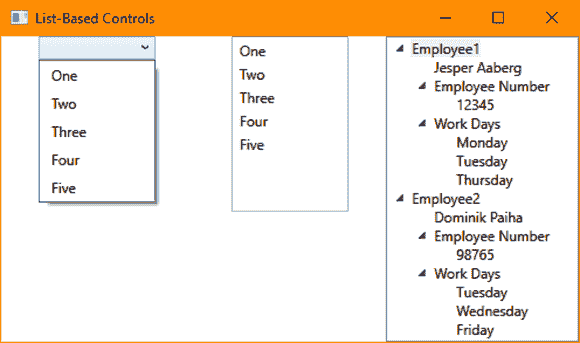 List-Based Controls
One
Two
Three
Four
Five
One
Two
Three
Four
Five
Employee1
Jesper Aaberg
Employee Number
12345
Work Days
Monday
Tuesday
Thursday
Employee2
Dominik Paiha
Employee Number
98765
Work Days
Tuesday
Wednesday
Friday